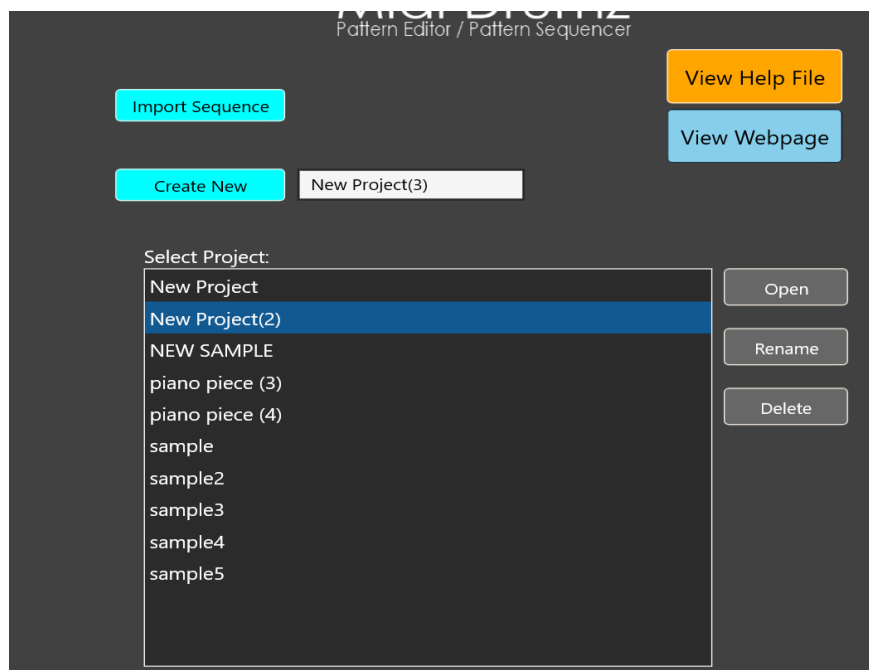 Midi Drumz
Pattern Editor / Pattern Sequencer
View Help File
Import Sequence
View Webpage
Create New
New Project(3)
Select Project:
New Project
Open
New Project(2)
NEW SAMPLE
Rename
piano piece (3)
piano piece (4)
Delete
sample
sample2
sample3
sample4
sample5